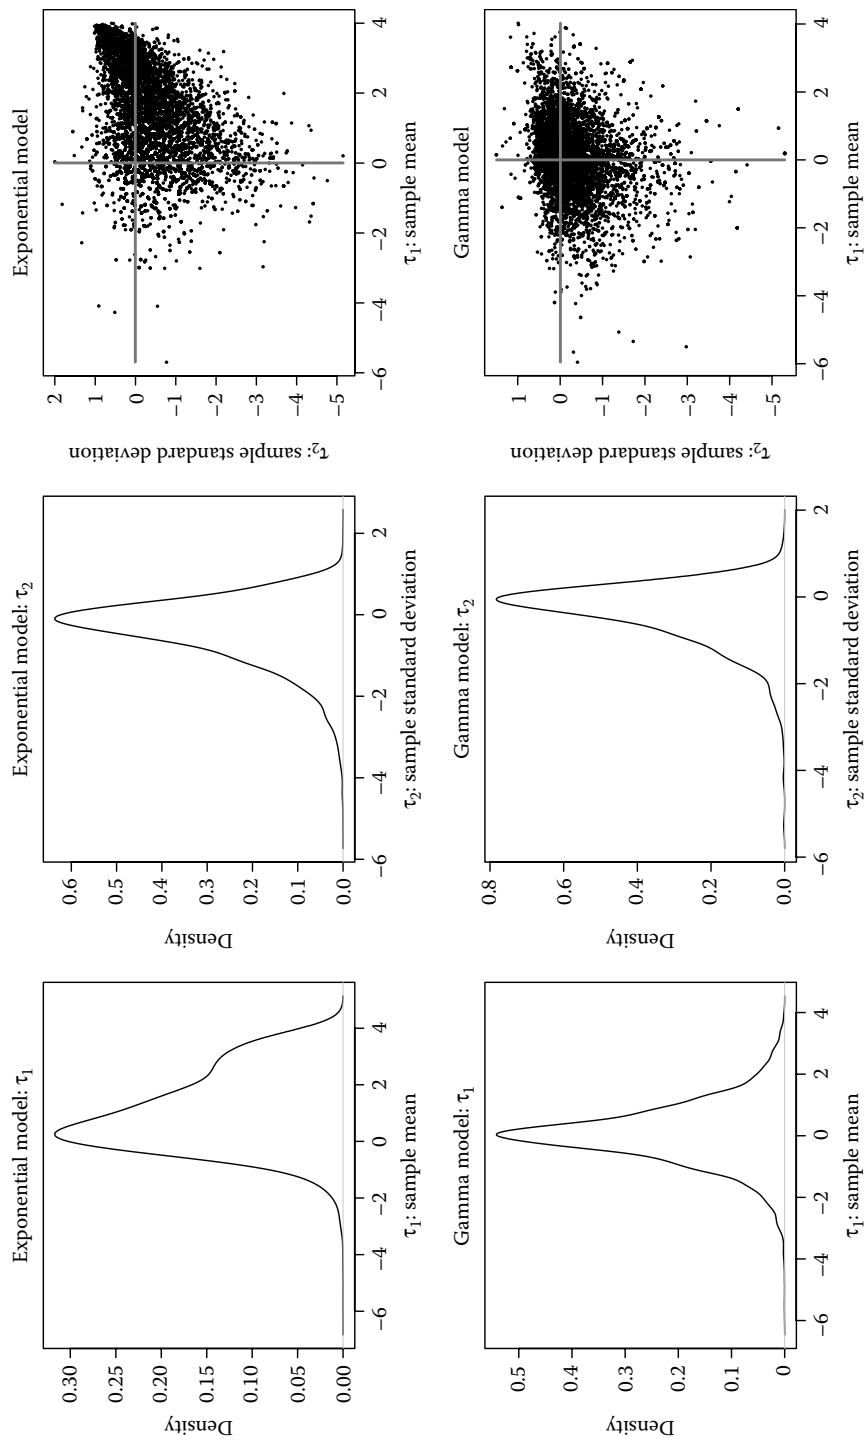 Exponential model: τ1
Density
0.30
0.25
0.20
0.15
0.10
0.05
0.00
−6 −4 −2 0 2 4
τ1: sample mean
Exponential model: τ2
Density
0.6
0.5
0.4
0.3
0.2
0.1
0.0
−6 −4 −2 0 2
τ2: sample standard deviation
Exponential model
τ2: sample standard deviation
2
1
0
−1
−2
−3
−4
−5
−6 −4 −2 0 2 4
τ1: sample mean
Gamma model: τ1
Density
0.5
0.4
0.3
0.2
0.1
0
−6 −4 −2 0 2 4
τ1: sample mean
Gamma model: τ2
Density
0.8
0.6
0.4
0.2
0.0
−6 −4 −2 0 2
τ2: sample standard deviation
Gamma model
τ2: sample standard deviation
1
0
−1
−2
−3
−4
−5
−6 −4 −2 0 2 4
τ1: sample mean